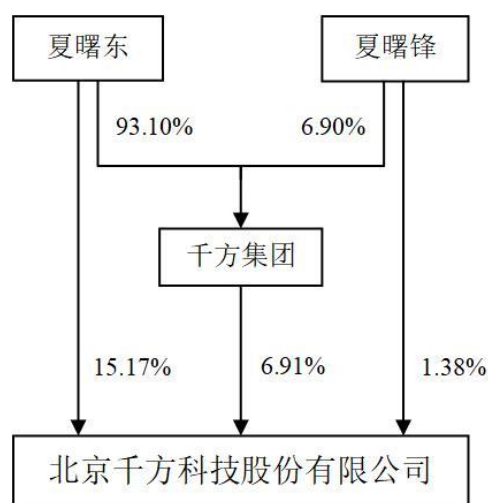 夏曙东
夏曙锋
93.10%
6.90%
千方集团
15.17%
6.91%
1.38%
北京千方科技股份有限公司